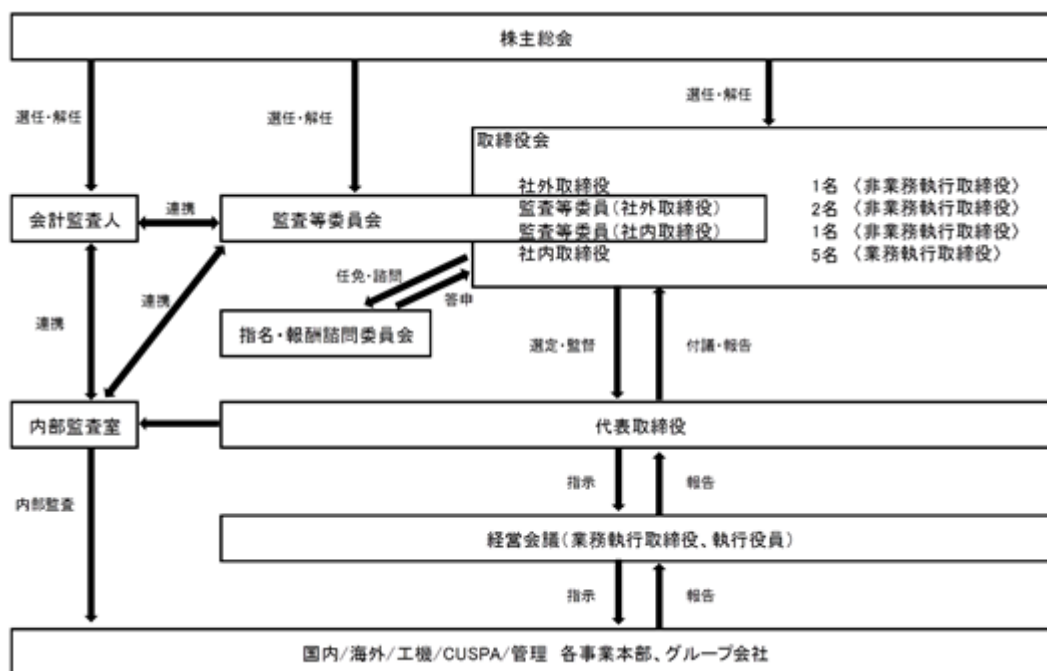 株主総会
選任・解任
選任・解任
選任・解任
取締役会
社外取締役 1名 〈非業務執行取締役〉
監査等委員(社外取締役) 2名 〈非業務執行取締役〉
監査等委員(社内取締役) 1名 〈非業務執行取締役〉
社内取締役 5名 〈業務執行取締役〉
会計監査人
連携
監査等委員会
任免・諮問
答申
連携
連携
指名・報酬諮問委員会
選定・監督
付議・報告
内部監査室
代表取締役
内部監査
指示
報告
経営会議(業務執行取締役、執行役員)
指示
報告
国内/海外/工機/CUSPA/管理 各事業本部、グループ会社